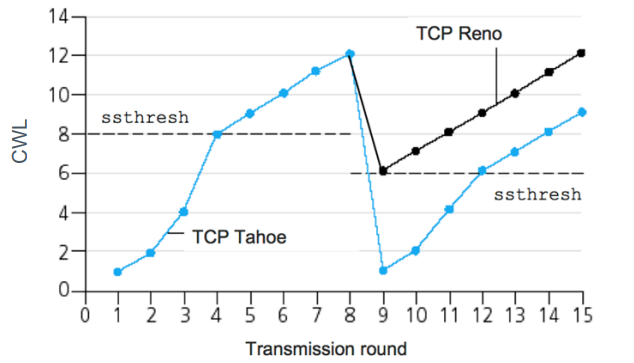 14
TCP Reno
12
10
ssthresh
8
CWL
6
ssthresh
4
TCP Tahoe
2
0
0 1 2 3 4 5 6 7 8 9 10 11 12 13 14 15
Transmission round